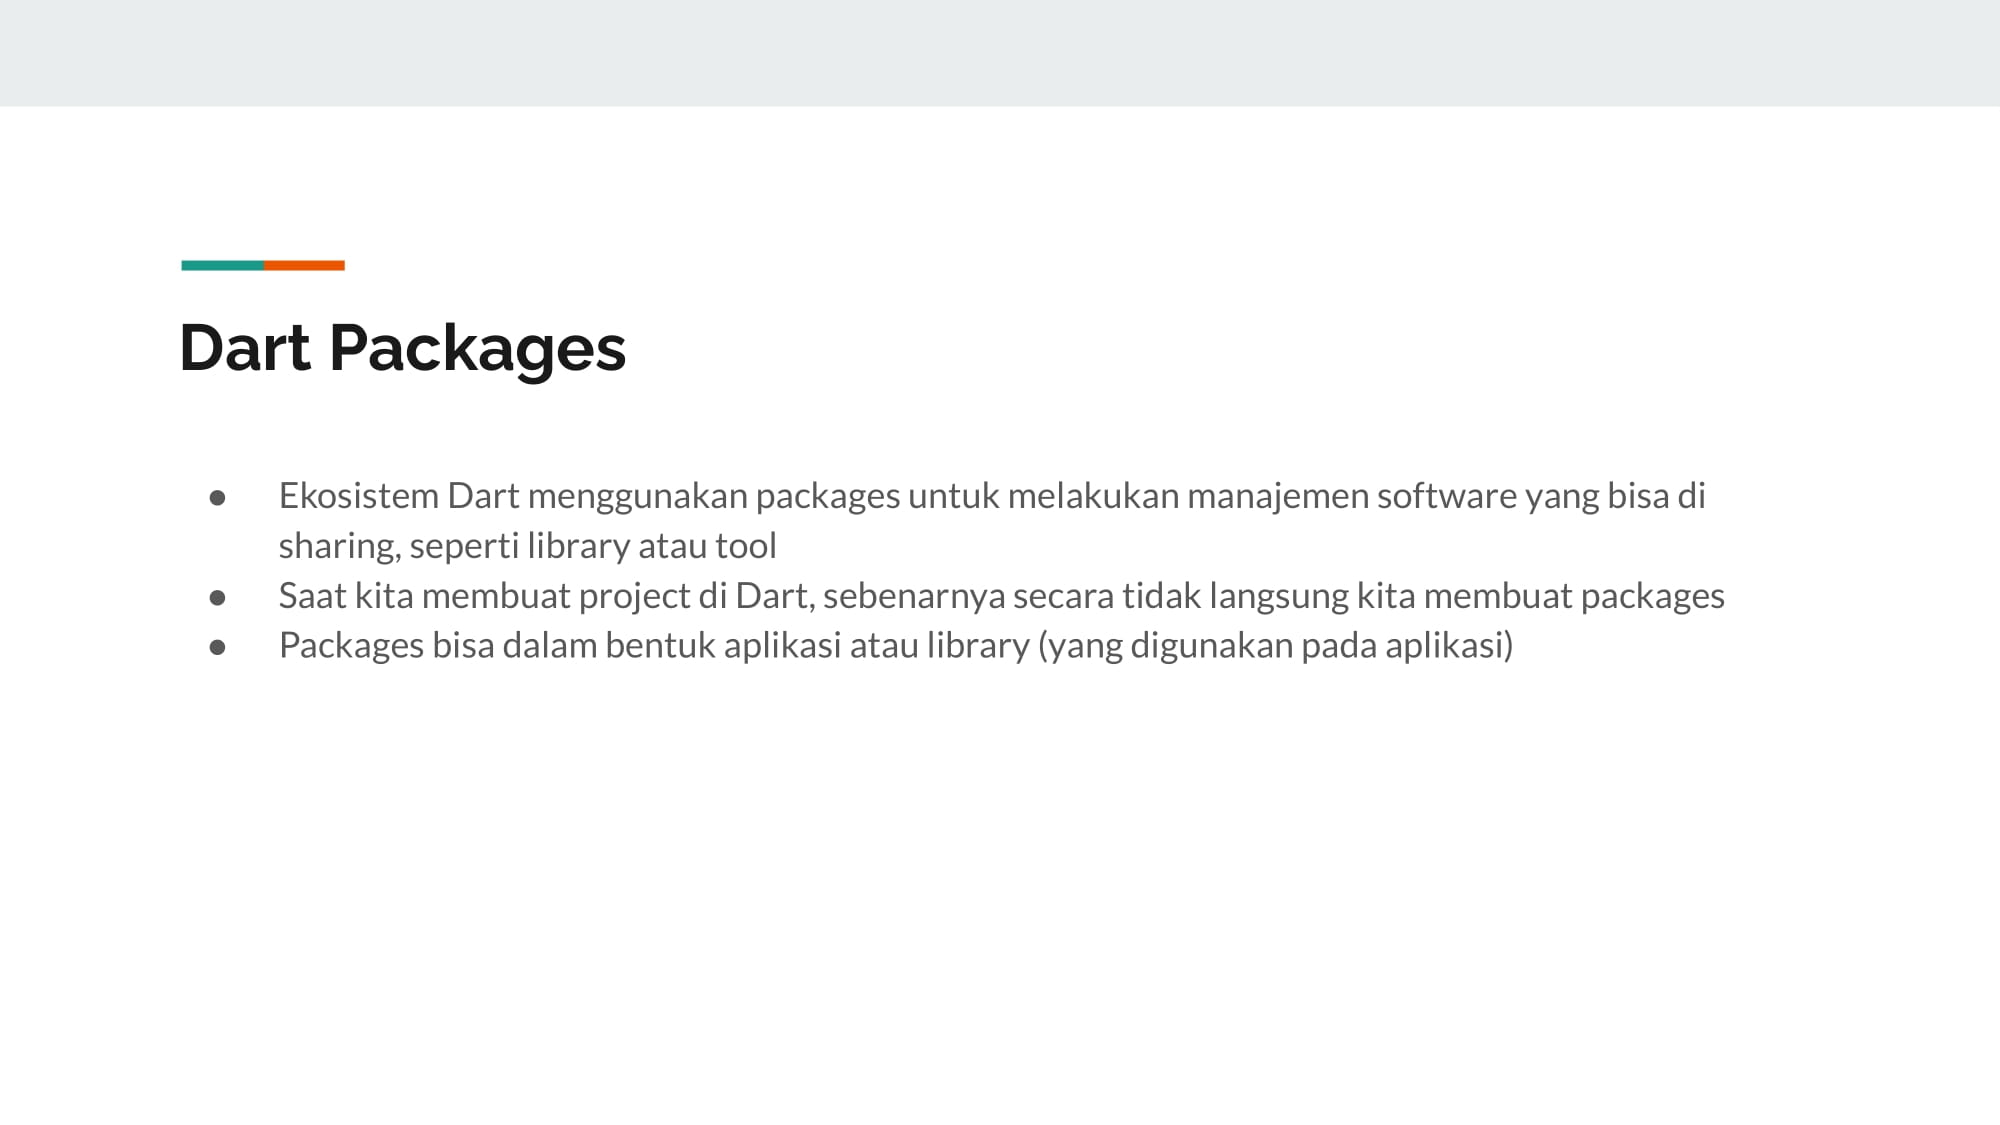 Dart Packages
● Ekosistem Dart menggunakan packages untuk melakukan manajemen software yang bisa di
sharing, seperti library atau tool
● Saat kita membuat project di Dart, sebenarnya secara tidak langsung kita membuat packages
● Packages bisa dalam bentuk aplikasi atau library (yang digunakan pada aplikasi)